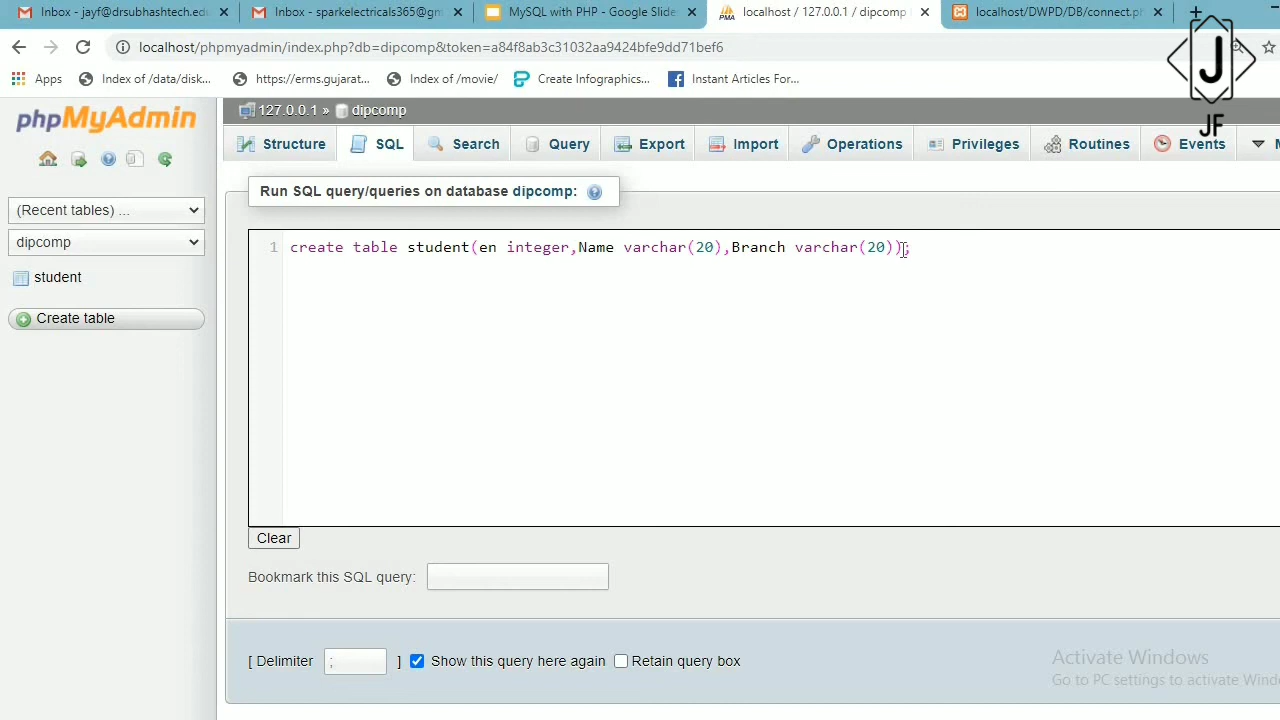 Inbox - jayf@drsubhashtech.edu
Inbox - sparkelectricals365@gm
MySQL with PHP - Google Slide
localhost / 127.0.0.1 / dipcomp
localhost/DWPD/DB/connect.ph
localhost/phpmyadmin/index.php?db=dipcomp&token=a84f8ab3c31032aa9424bfe9dd71bef6
Apps
Index of /data/disk...
https://erms.gujarat...
Index of /movie/
Create Infographics...
Instant Articles For...
J
JF
phpMyAdmin
127.0.0.1 » dipcomp
Structure
SQL
Search
Query
Export
Import
Operations
Privileges
Routines
Events
(Recent tables) ...
dipcomp
student
Create table
Run SQL query/queries on database dipcomp:
1 create table student(en integer,Name varchar(20),Branch varchar(20));
Clear
Bookmark this SQL query:
[ Delimiter ; ] Show this query here again Retain query box
Activate Windows
Go to PC settings to activate Wind